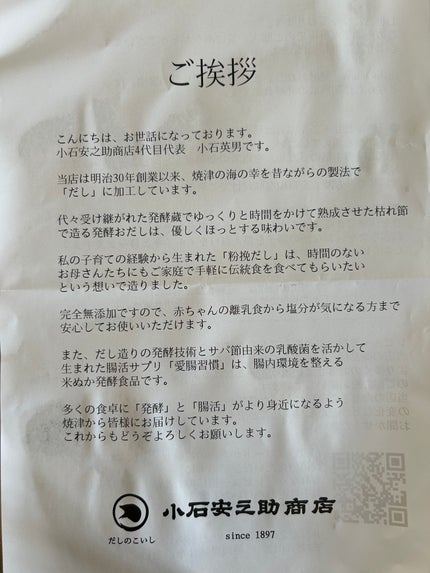 ご挨拶
こんにちは、お世話になっております。
小石安之助商店4代目代表　小石英男です。
当店は明治30年創業以来、焼津の海の幸を昔ながらの製法で
「だし」に加工しています。
代々受け継がれた発酵蔵でゆっくりと時間をかけて熟成させた枯れ節
で造る発酵おだしは、優しくほっとする味わいです。
私の子育ての経験から生まれた「粉挽だし」は、時間のない
お母さんたちにもご家庭で手軽に伝統食を食べてもらいたい
という想いで造りました。
完全無添加ですので、赤ちゃんの離乳食から塩分が気になる方まで
安心してお使いいただけます。
また、だし造りの発酵技術とサバ節由来の乳酸菌を活かして
生まれた腸活サプリ「愛腸習慣」は、腸内環境を整える
米ぬか発酵食品です。
多くの食卓に「発酵」と「腸活」がより身近になるよう
焼津から皆様にお届けしています。
これからもどうぞよろしくお願いします。
だしのこいし
小石安之助商店
since 1897